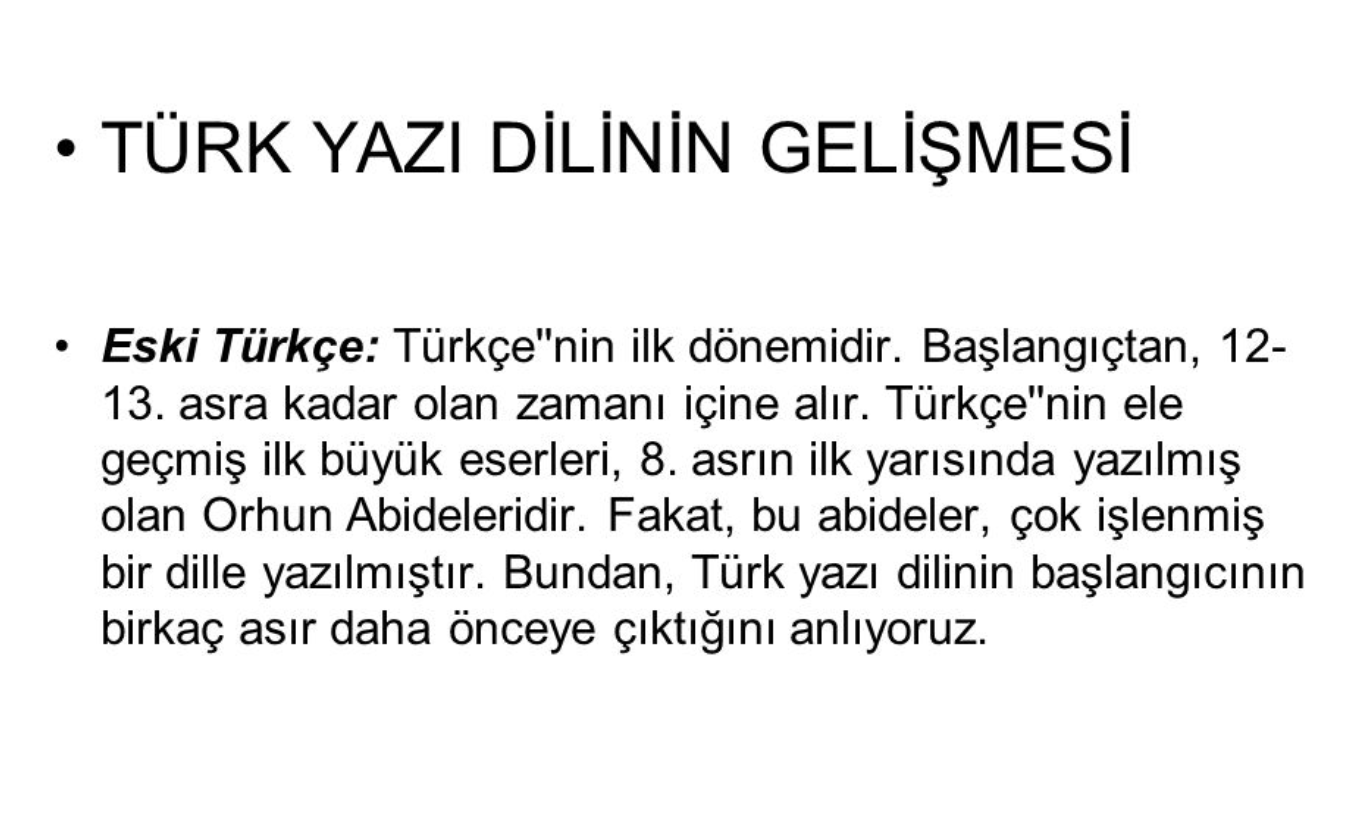 • TÜRK YAZI DİLİNİN GELİŞMESİ
• Eski Türkçe: Türkçe"nin ilk dönemidir. Başlangıçtan, 12-
13. asra kadar olan zamanı içine alır. Türkçe"nin ele
geçmiş ilk büyük eserleri, 8. asrın ilk yarısında yazılmış
olan Orhun Abideleridir. Fakat, bu abideler, çok işlenmiş
bir dille yazılmıştır. Bundan, Türk yazı dilinin başlangıcının
birkaç asır daha önceye çıktığını anlıyoruz.